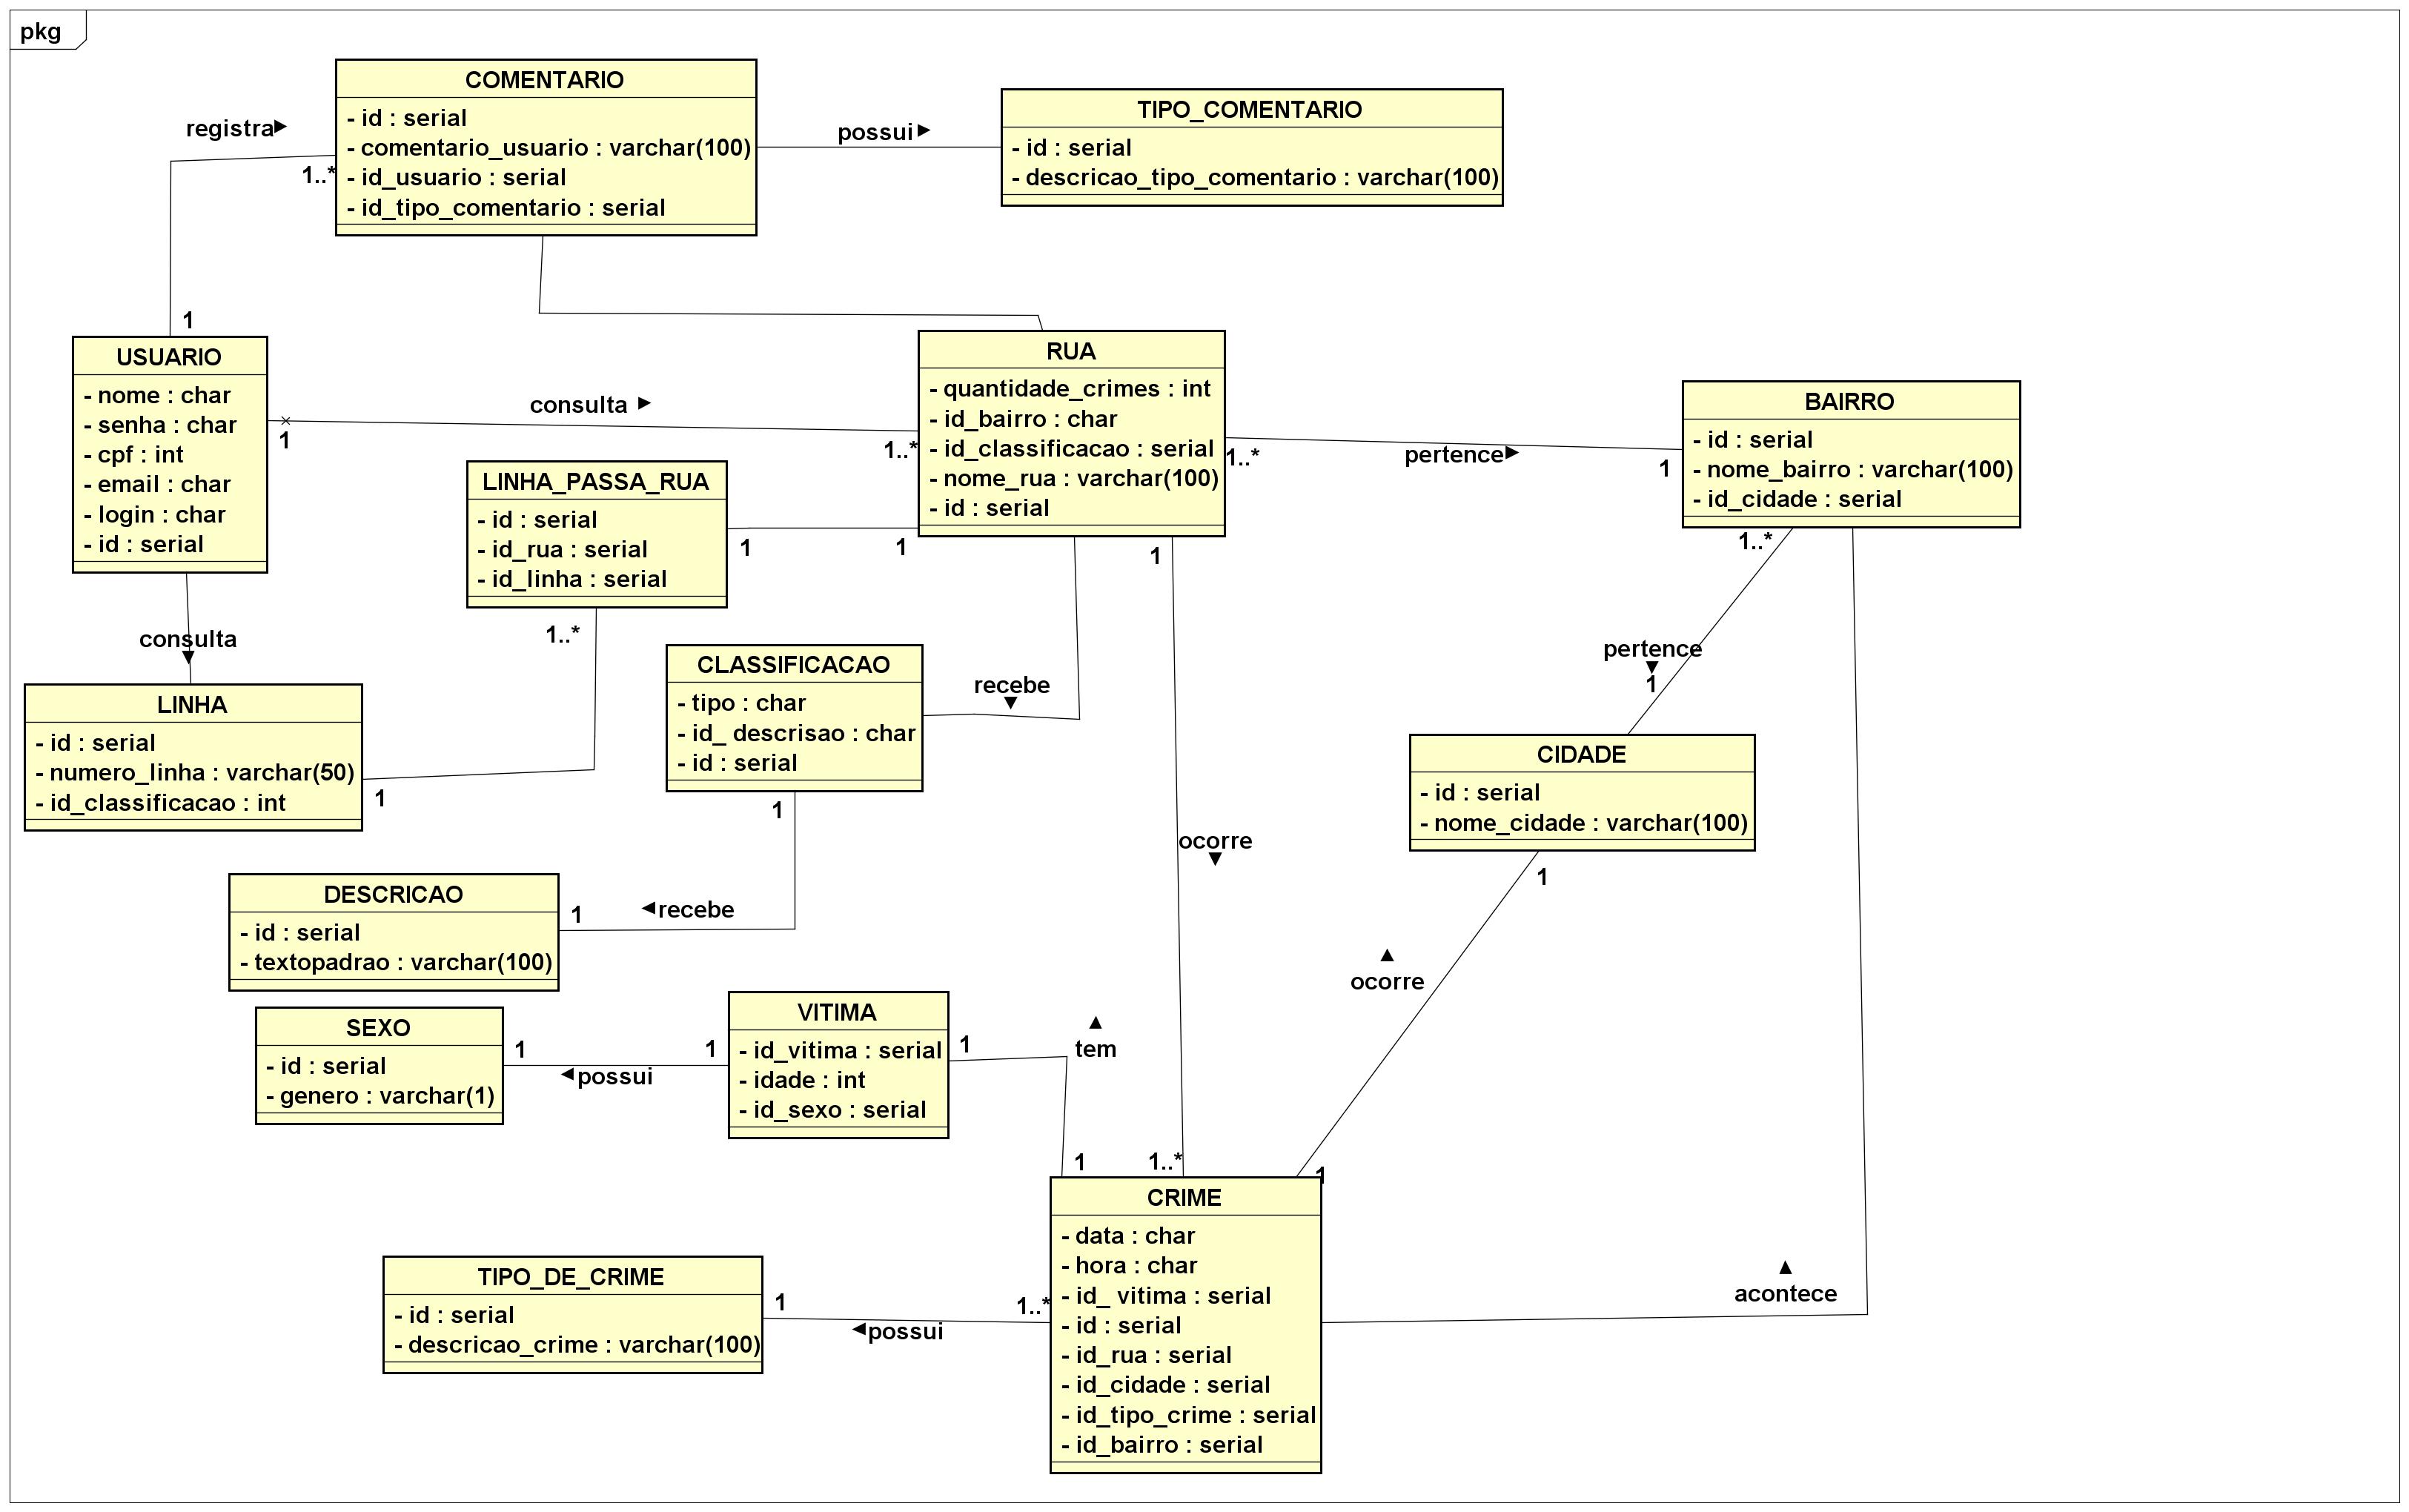 pkg
COMENTARIO
- id : serial
- comentario_usuario : varchar(100)
- id_usuario : serial
- id_tipo_comentario : serial
registra
1..*
possui
TIPO_COMENTARIO
- id : serial
- descricao_tipo_comentario : varchar(100)
1
USUARIO
- nome : char
- senha : char
- cpf : int
- email : char
- login : char
- id : serial
1
consulta
1..*
RUA
- quantidade_crimes : int
- id_bairro : char
- id_classificacao : serial
- nome_rua : varchar(100)
- id : serial
1..*
pertence
1
BAIRRO
- id : serial
- nome_bairro : varchar(100)
- id_cidade : serial
1..*
LINHA_PASSA_RUA
- id : serial
- id_rua : serial
- id_linha : serial
1
1
1
1..*
consulta
LINHA
- id : serial
- numero_linha : varchar(50)
- id_classificacao : int
1
CLASSIFICACAO
- tipo : char
- id_ descrisao : char
- id : serial
1
recebe
pertence
1
CIDADE
- id : serial
- nome_cidade : varchar(100)
1
ocorre
DESCRICAO
- id : serial
- textopadrao : varchar(100)
1
recebe
ocorre
SEXO
- id : serial
- genero : varchar(1)
1
possui
1
VITIMA
- id_vitima : serial
- idade : int
- id_sexo : serial
1
tem
1
1..*
1
CRIME
- data : char
- hora : char
- id_ vitima : serial
- id : serial
- id_rua : serial
- id_cidade : serial
- id_tipo_crime : serial
- id_bairro : serial
TIPO_DE_CRIME
- id : serial
- descricao_crime : varchar(100)
1
possui
1..*
acontece